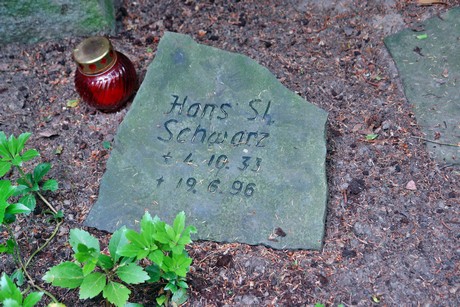 Hans St.
Schwarz
+ 4.10.33
+ 19.6.96